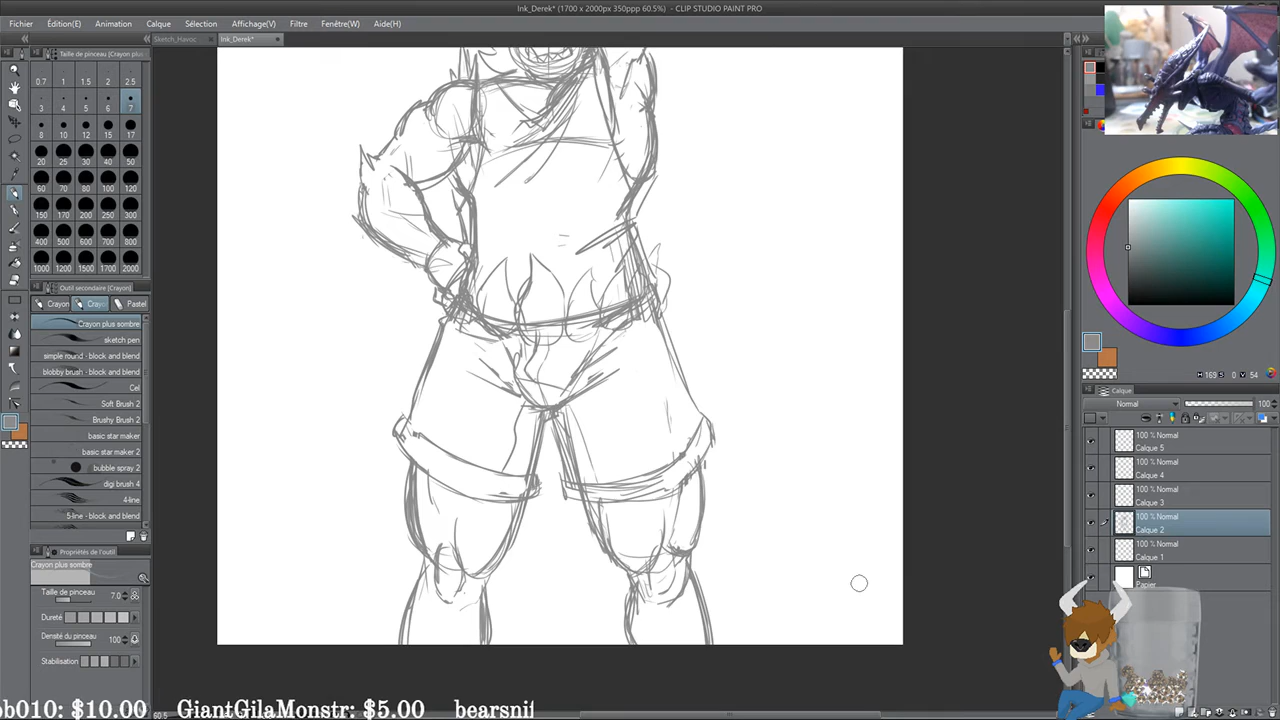 Ink_Derek* (1700 x 2000px 350ppp 60.5%) - CLIP STUDIO PAINT PRO
Fichier Édition(E) Animation Calque Sélection Affichage(V) Filtre Fenêtre(W) Aide(H)
Taille de pinceau (Crayon plus
Sketch_Havoc Ink_Derek*
0.7 1 1.5 2 2.5
3 4 5 6 7
8 10 12 15 17
20 25 30 40 50
60 70 80 100 120
150 170 200 250 300
400 500 600 700 800
1000 1200 1500 1700 2000
Outil secondaire (Crayon)
Crayon Crayo Pastel
Crayon plus sombre
sketch pen
simple round - block and blend
blobby brush - block and blend
Cel
Soft Brush 2
Brushy Brush 2
basic star maker
basic star maker 2
bubble spray 2
digi brush 4
4-line
5-line - block and blend
Propriétés de l'outil
Crayon plus sombre
Taille de pinceau 7.0
Dureté
Densité du pinceau 100
Stabilisation
H 169 S 0 V 54
Calque
Normal 100
100 % Normal
Calque 5
100 % Normal
Calque 4
100 % Normal
Calque 3
100 % Normal
Calque 2
100 % Normal
Calque 1
Papier
60.5
ob010: $10.00 GiantGilaMonstr: $5.00 bearsni